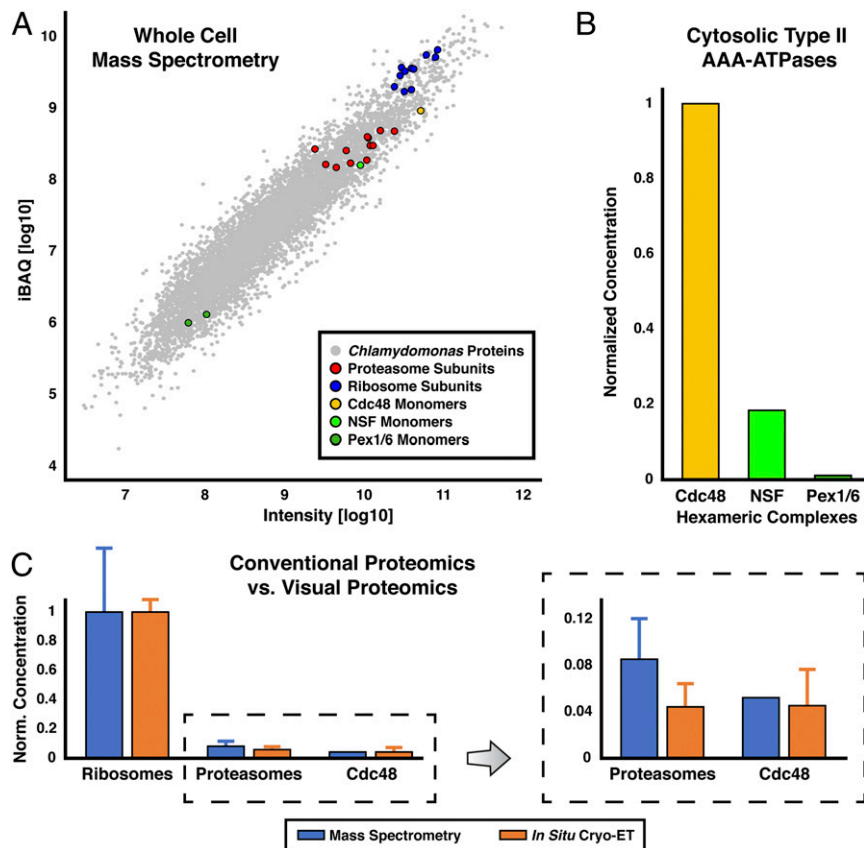 A
Whole Cell
Mass Spectrometry
iBAQ [log10]
10
9
8
7
6
5
4
7 8 9 10 11 12
Intensity [log10]
Chlamydomonas Proteins
Proteasome Subunits
Ribosome Subunits
Cdc48 Monomers
NSF Monomers
Pex1/6 Monomers
B
Cytosolic Type II
AAA-ATPases
Normalized Concentration
1
0.8
0.6
0.4
0.2
0
Cdc48 NSF Pex1/6
Hexameric Complexes
C
Conventional Proteomics
vs. Visual Proteomics
Norm. Concentration
1
0.8
0.6
0.4
0.2
0
Ribosomes Proteasomes Cdc48
0.12
0.08
0.04
0
Proteasomes Cdc48
Mass Spectrometry In Situ Cryo-ET